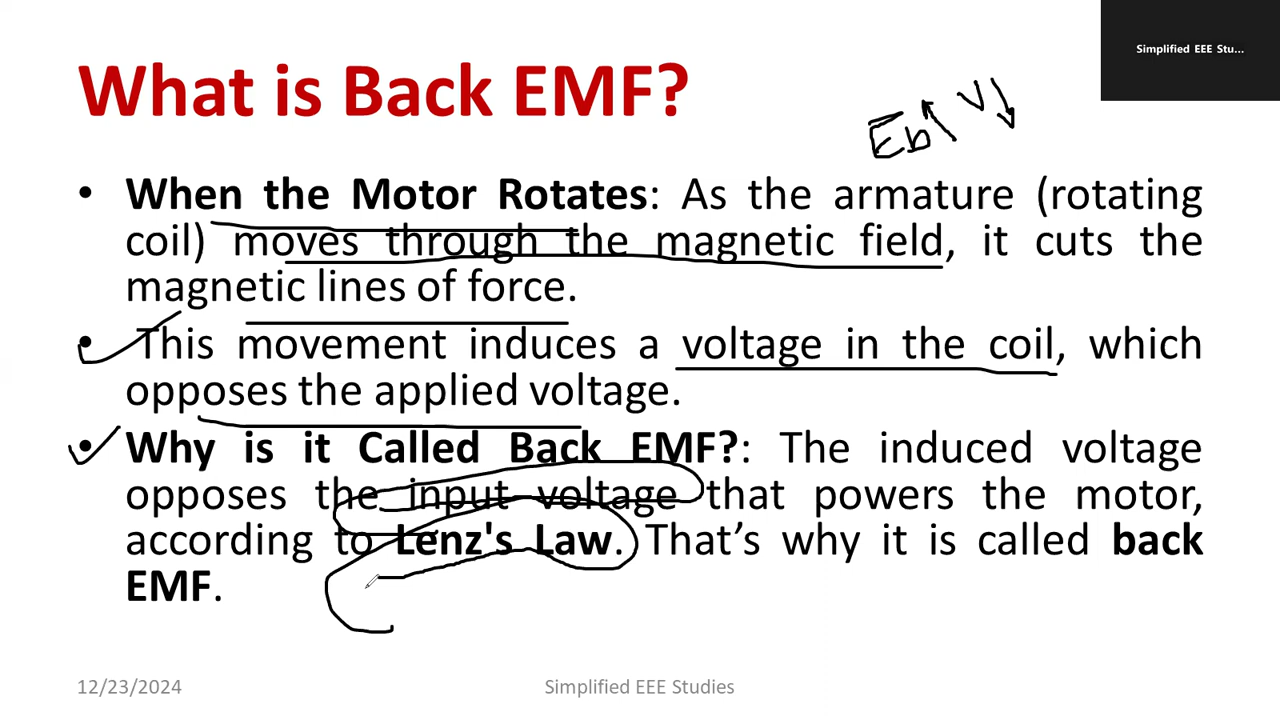 Simplified EEE Stu...
What is Back EMF?
Eb↑ V↓
• When the Motor Rotates: As the armature (rotating
coil) moves through the magnetic field, it cuts the
magnetic lines of force.
• This movement induces a voltage in the coil, which
opposes the applied voltage.
• Why is it Called Back EMF?: The induced voltage
opposes the input voltage that powers the motor,
according to Lenz's Law. That’s why it is called back
EMF.
12/23/2024 Simplified EEE Studies